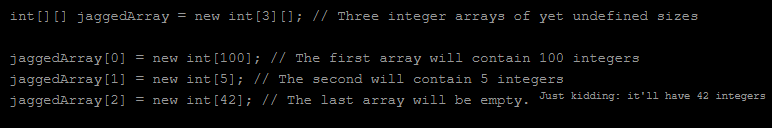 int[][] jaggedArray = new int[3][]; // Three integer arrays of yet undefined sizes
jaggedArray[0] = new int[100]; // The first array will contain 100 integers
jaggedArray[1] = new int[5]; // The second will contain 5 integers
jaggedArray[2] = new int[42]; // The last array will be empty. Just kidding: it'll have 42 integers